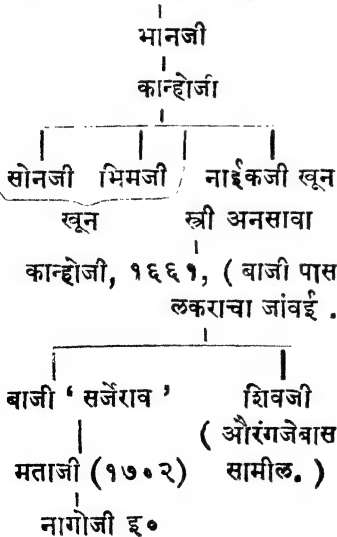 भानजी
कान्होजी
सोनजी भिमजी नाईकजी खून
खून स्त्री अनसावा
कान्होजी, १६६१, ( बाजी पास
लकराचा जांवई .
बाजी ‘ सर्जेराव ’ शिवजी
( औरंगजेबास
मताजी (१७०२) सामील. )
नागोजी इ०